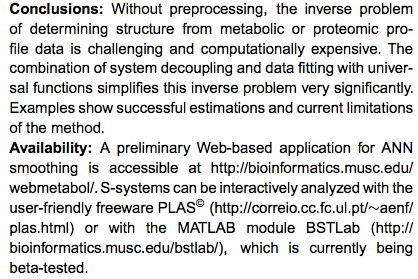 Conclusions: Without preprocessing, the inverse problem
of determining structure from metabolic or proteomic pro-
file data is challenging and computationally expensive. The
combination of system decoupling and data fitting with univer-
sal functions simplifies this inverse problem very significantly.
Examples show successful estimations and current limitations
of the method.
Availability: A preliminary Web-based application for ANN
smoothing is accessible at http://bioinformatics.musc.edu/
webmetabol/. S-systems can be interactively analyzed with the
user-friendly freeware PLAS© (http://correio.cc.fc.ul.pt/~aenf/
plas.html) or with the MATLAB module BSTLab (http://
bioinformatics.musc.edu/bstlab/), which is currently being
beta-tested.